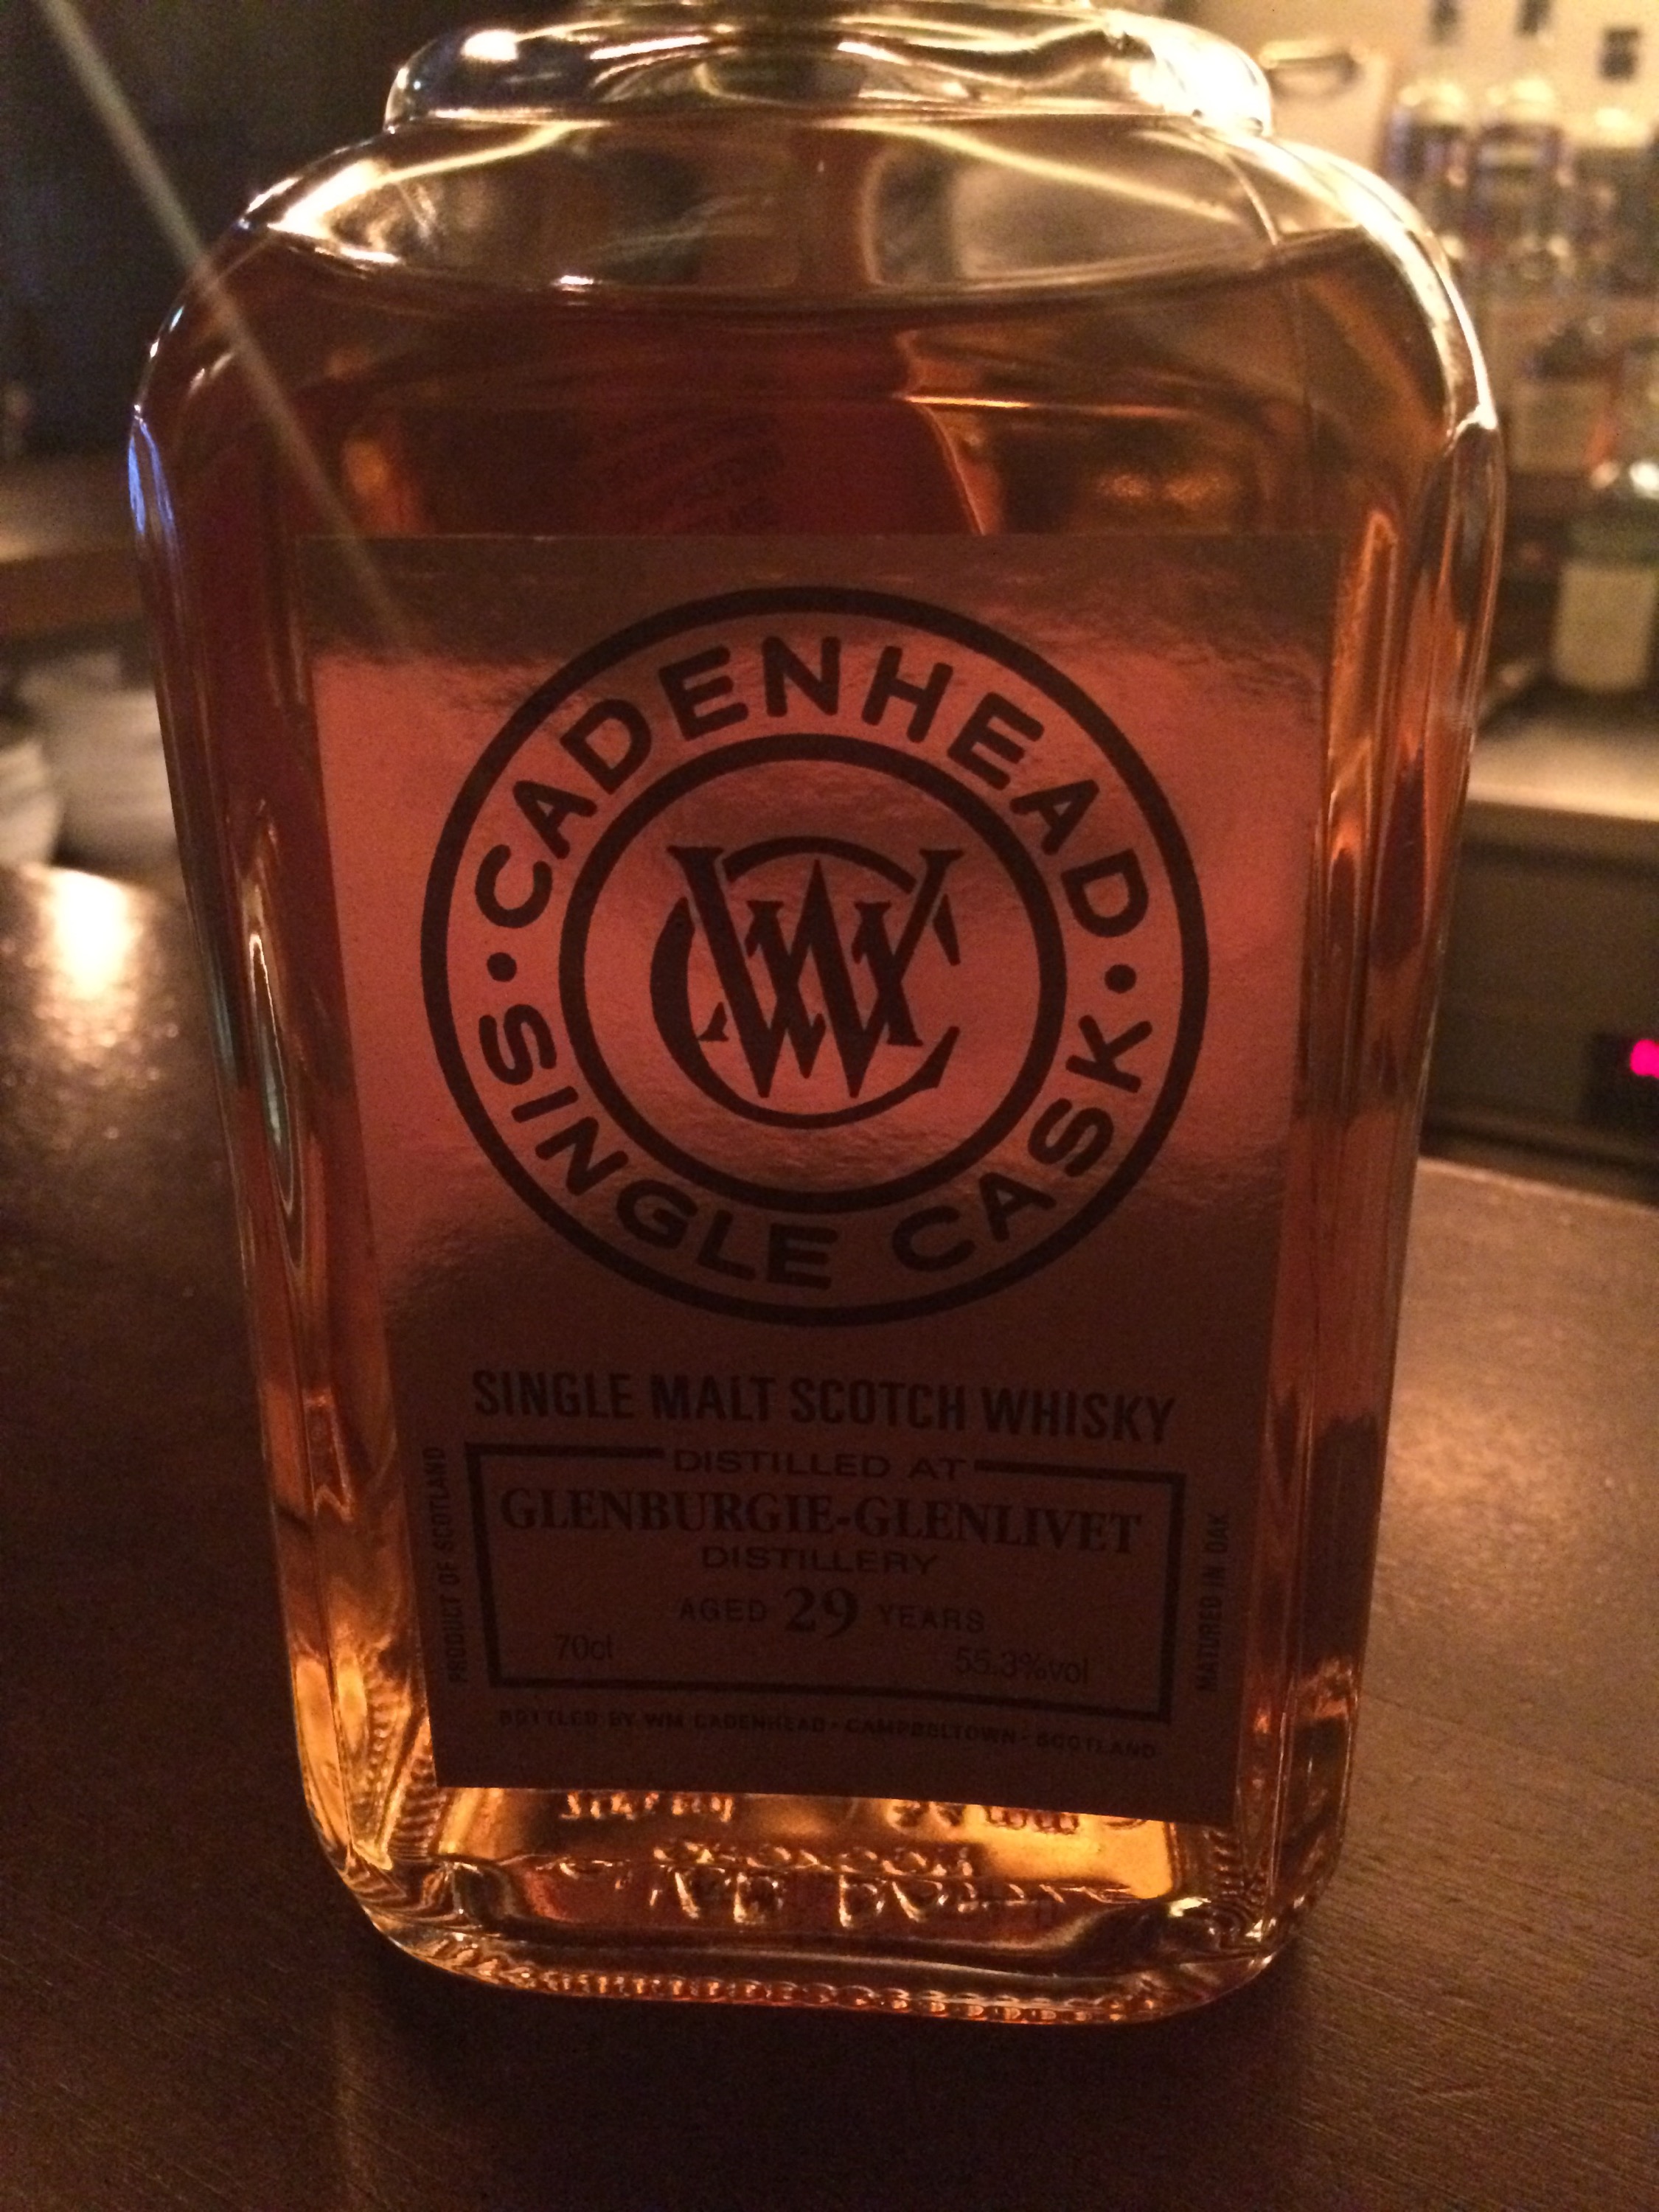 · CADENHEAD ·
SINGLE CASK
WC
SINGLE MALT SCOTCH WHISKY
DISTILLED AT
GLENBURGIE-GLENLIVET
DISTILLERY
AGED 29 YEARS
70cl 55.3%vol
PRODUCT OF SCOTLAND
MATURED IN OAK
BOTTLED BY WM CADENHEAD · CAMPBELTOWN · SCOTLAND